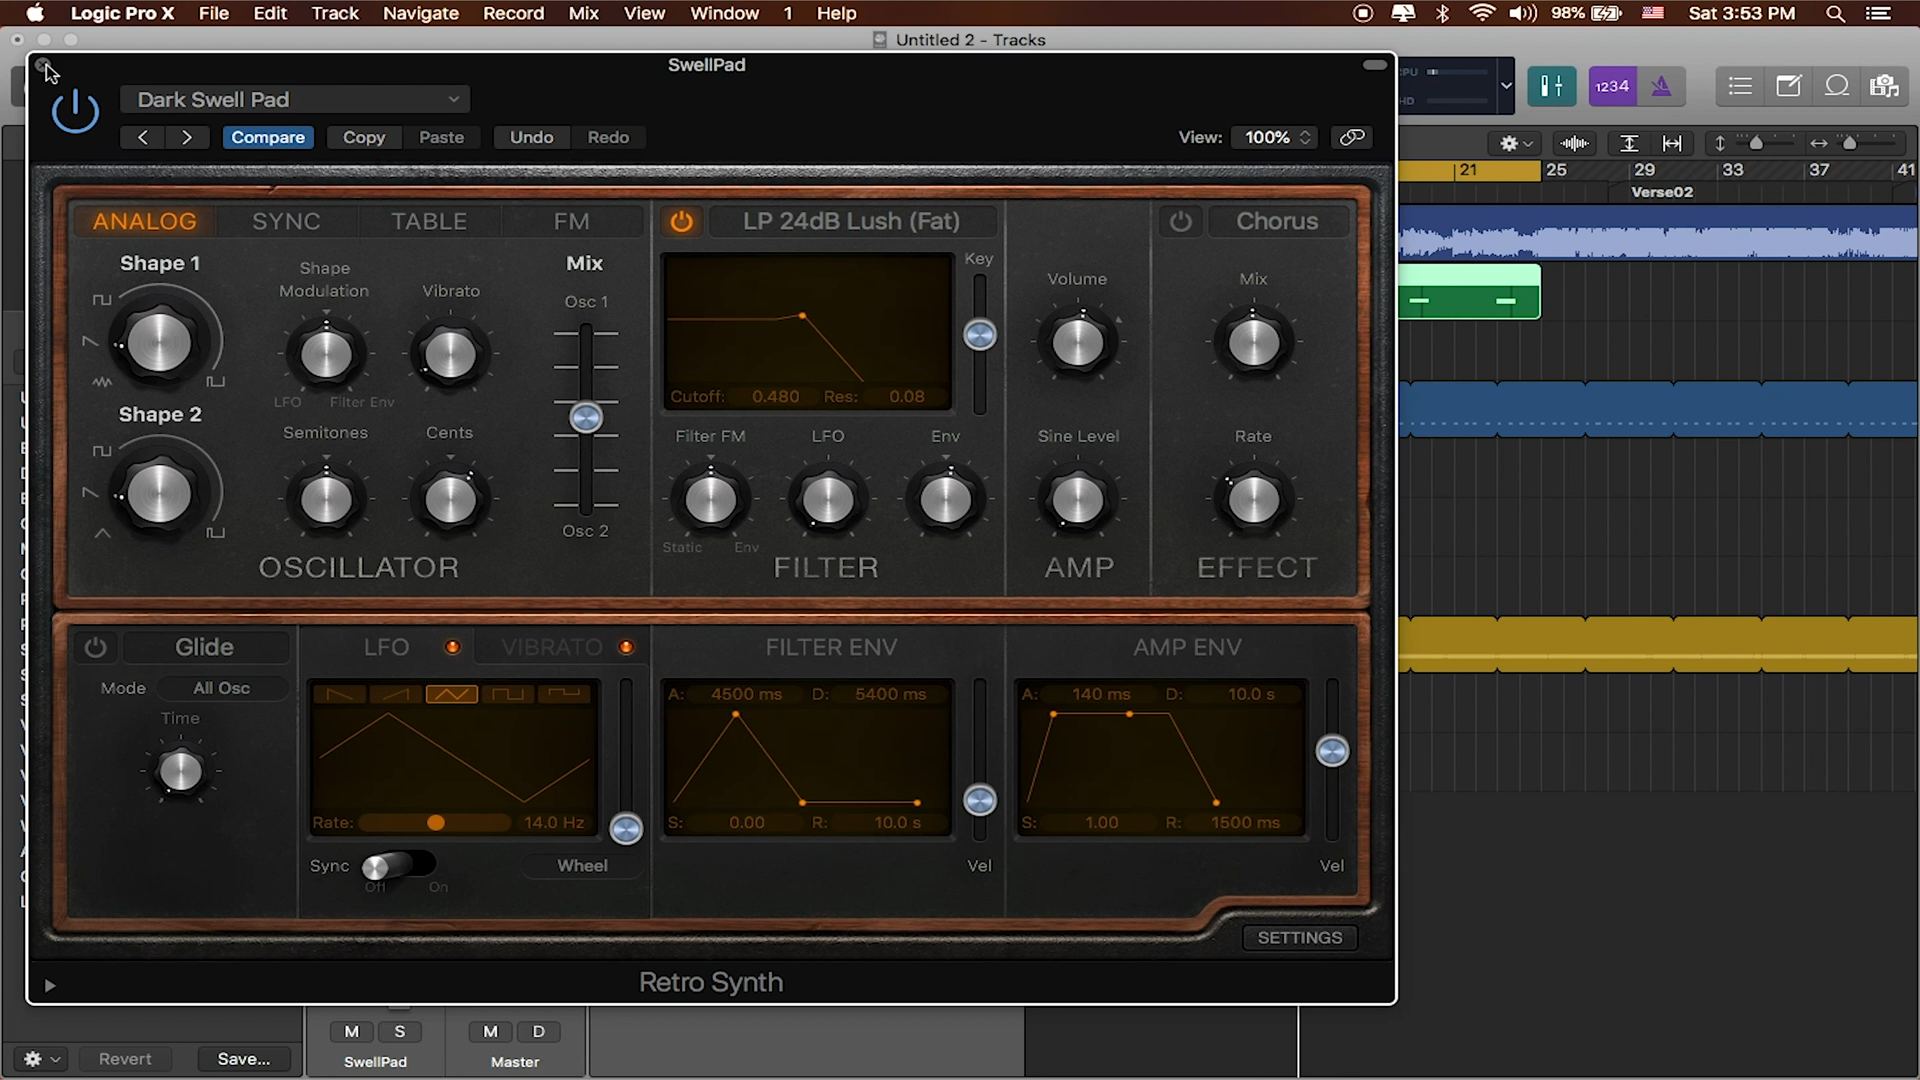 Logic Pro X File Edit Track Navigate Record Mix View Window 1 Help 98% Sat 3:53 PM
Untitled 2 - Tracks
SwellPad
Dark Swell Pad
Compare Copy Paste Undo Redo View: 100%
1234
21 25 29 33 37 41
Verse02
ANALOG SYNC TABLE FM LP 24dB Lush (Fat) Chorus
Shape 1 Shape Modulation Vibrato Mix Key Volume Mix
Osc 1
LFO Filter Env
Cutoff: 0.480 Res: 0.08
Shape 2 Semitones Cents Filter FM LFO Env Sine Level Rate
Osc 2
Static Env
OSCILLATOR FILTER AMP EFFECT
Glide LFO VIBRATO FILTER ENV AMP ENV
Mode All Osc
A: 4500 ms D: 5400 ms A: 140 ms D: 10.0 s
Time
Rate: 14.0 Hz S: 0.00 R: 10.0 s S: 1.00 R: 1500 ms
Sync Off On Wheel Vel Vel
SETTINGS
Retro Synth
M S M D
Revert Save... SwellPad Master